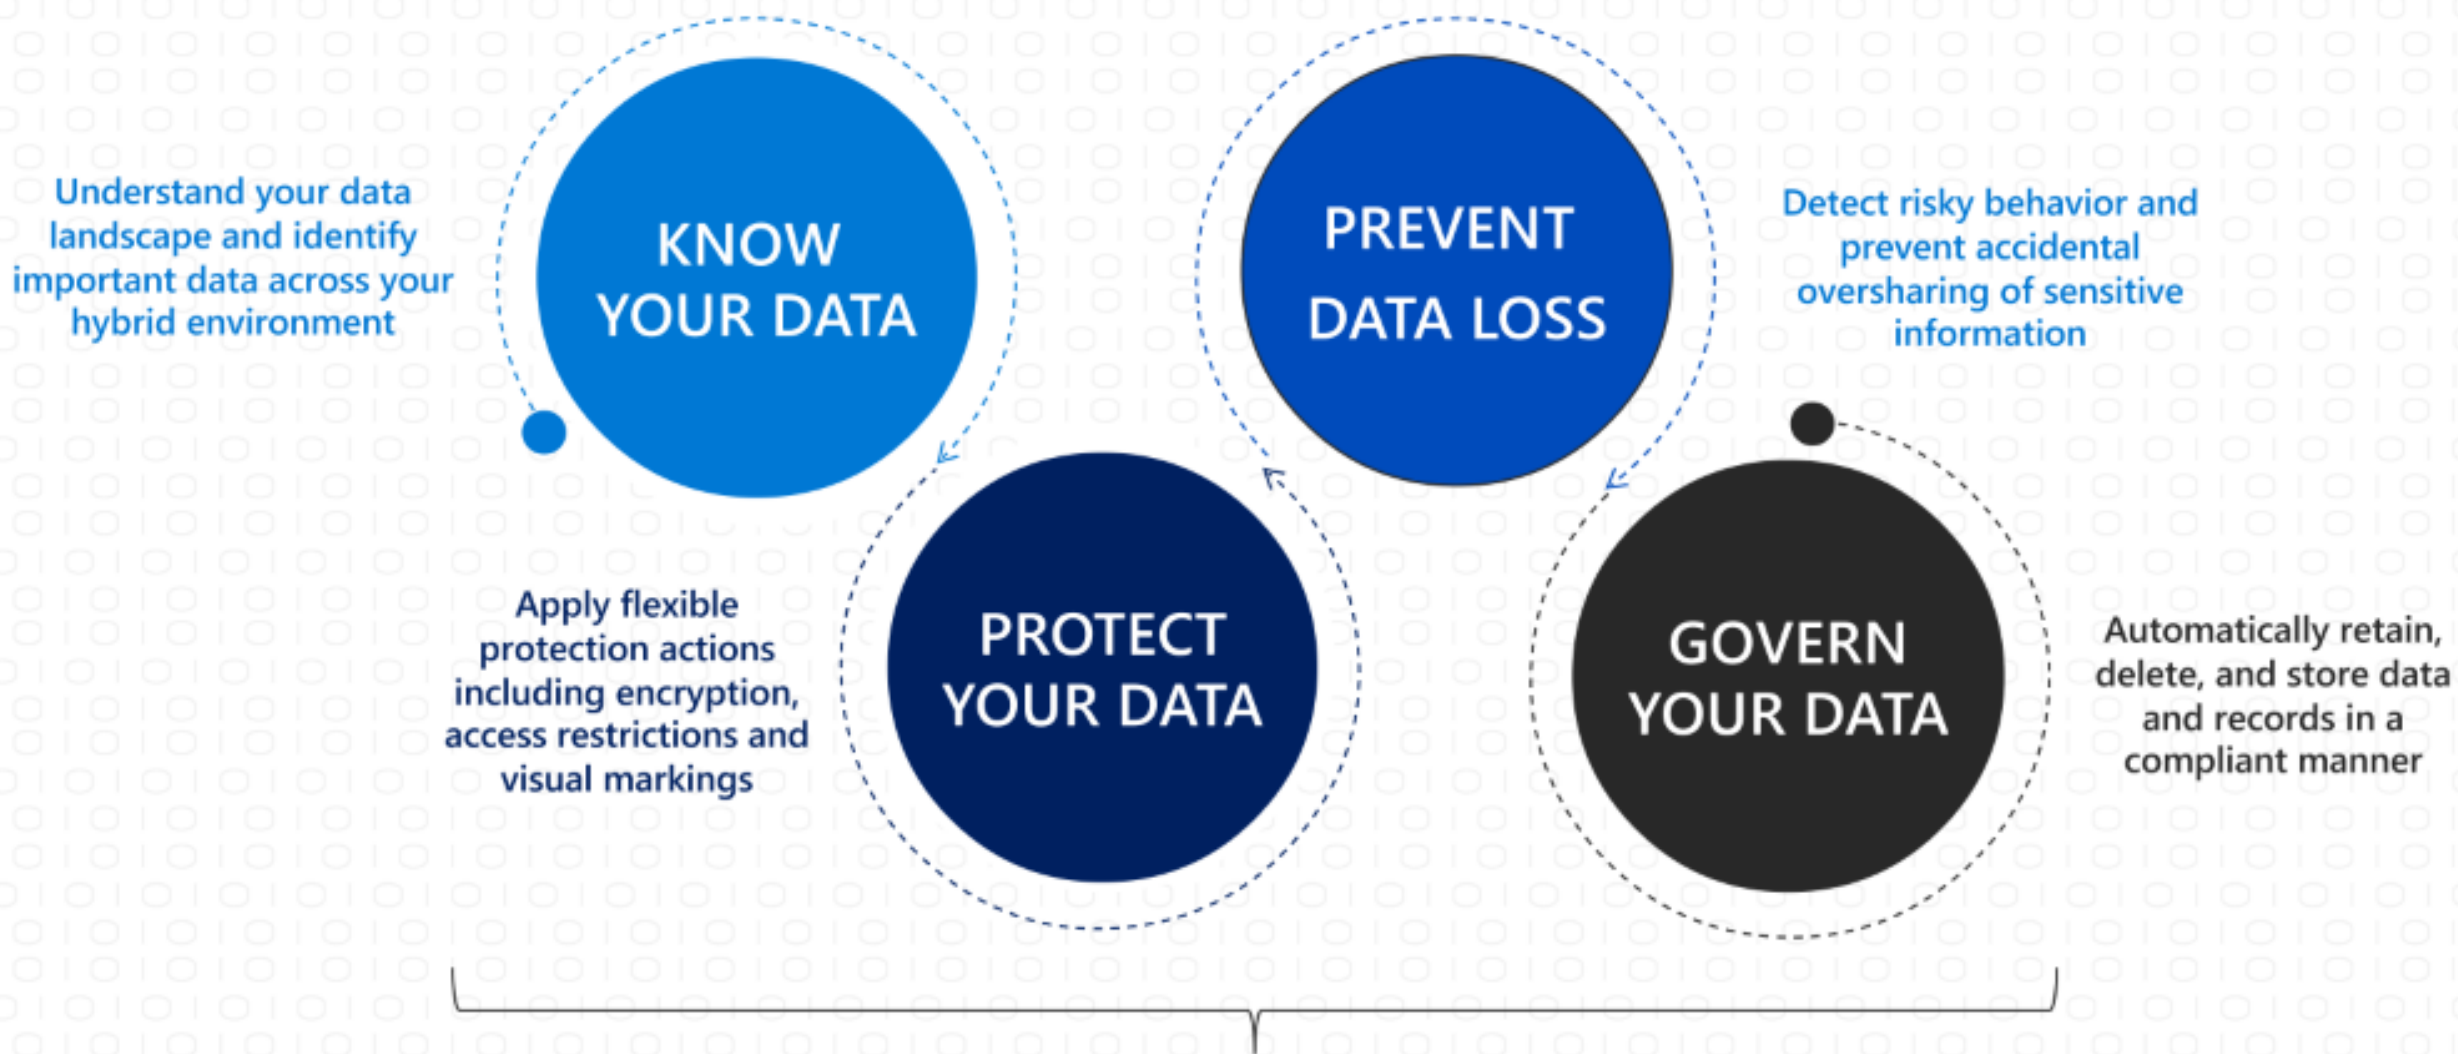 Understand your data
landscape and identify
important data across your
hybrid environment
KNOW
YOUR DATA
Apply flexible
protection actions
including encryption,
access restrictions and
visual markings
PROTECT
YOUR DATA
PREVENT
DATA LOSS
Detect risky behavior and
prevent accidental
oversharing of sensitive
information
GOVERN
YOUR DATA
Automatically retain,
delete, and store data
and records in a
compliant manner